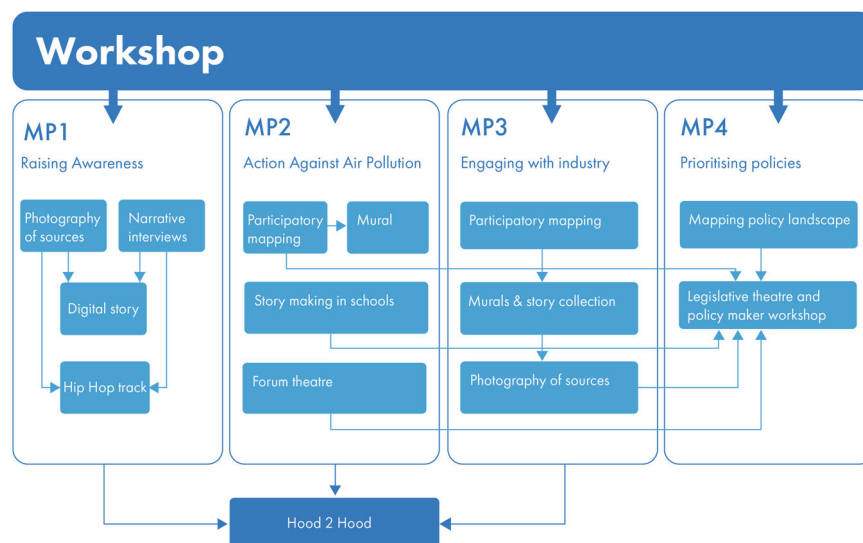 Workshop
MP1
Raising Awareness
Photography
of sources
Narrative
interviews
Digital story
Hip Hop track
MP2
Action Against Air Pollution
Participatory
mapping
Mural
Story making in schools
Forum theatre
MP3
Engaging with industry
Participatory mapping
Murals & story collection
Photography of sources
MP4
Prioritising policies
Mapping policy landscape
Legislative theatre and
policy maker workshop
Hood 2 Hood